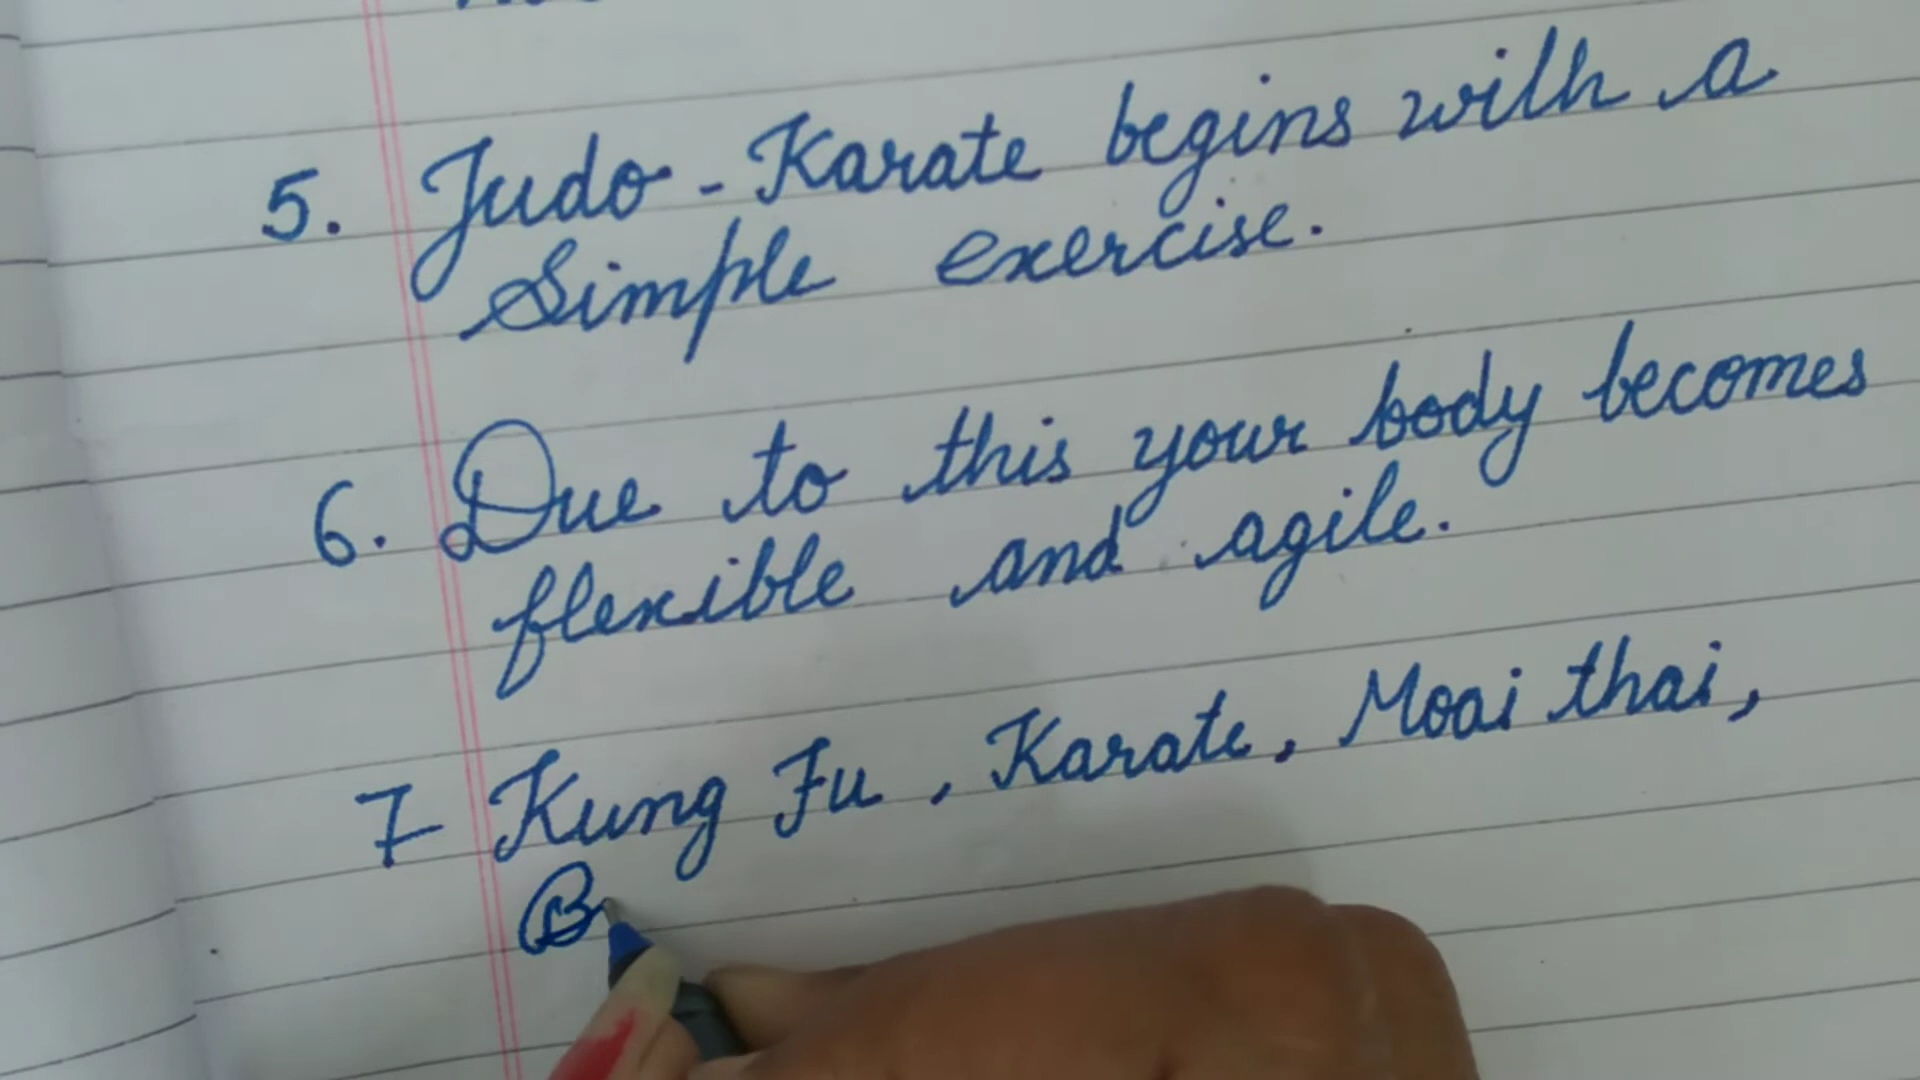 5. Judo - Karate begins with a
Simple exercise.
6. Due to this your body becomes
flexible and agile.
7 Kung Fu, Karate, Moai thai,
B